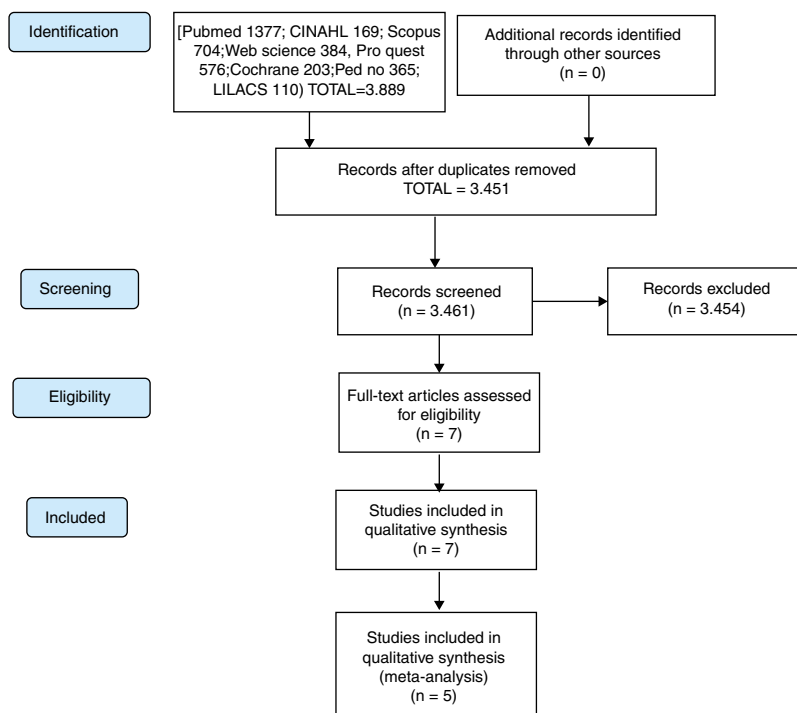 Identification
[Pubmed 1377; CINAHL 169; Scopus
704;Web science 384, Pro quest
576;Cochrane 203;Ped no 365;
LILACS 110) TOTAL=3.889
Additional records identified
through other sources
(n = 0)
Records after duplicates removed
TOTAL = 3.451
Screening
Records screened
(n = 3.461)
Records excluded
(n = 3.454)
Eligibility
Full-text articles assessed
for eligibility
(n = 7)
Included
Studies included in
qualitative synthesis
(n = 7)
Studies included in
qualitative synthesis
(meta-analysis)
(n = 5)